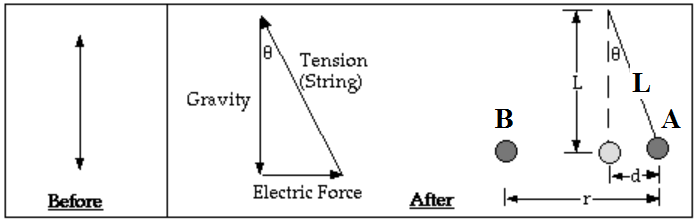 Before
θ
Tension
(String)
Gravity
Electric Force
After
B
L
θ
L
A
d
r